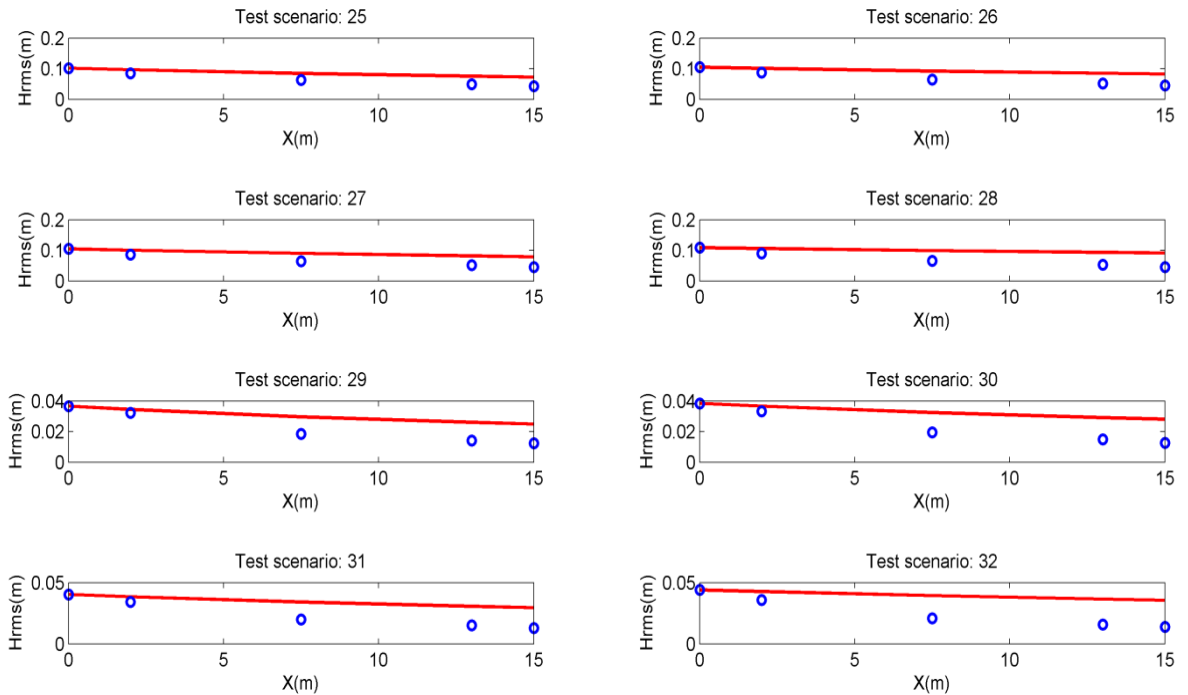 Test scenario: 25
Hrms(m)
0.2
0.1
0
0
5
10
15
X(m)
Test scenario: 26
Hrms(m)
0.2
0.1
0
0
5
10
15
X(m)
Test scenario: 27
Hrms(m)
0.2
0.1
0
0
5
10
15
X(m)
Test scenario: 28
Hrms(m)
0.2
0.1
0
0
5
10
15
X(m)
Test scenario: 29
Hrms(m)
0.04
0.02
0
0
5
10
15
X(m)
Test scenario: 30
Hrms(m)
0.04
0.02
0
0
5
10
15
X(m)
Test scenario: 31
Hrms(m)
0.05
0
0
5
10
15
X(m)
Test scenario: 32
Hrms(m)
0.05
0
0
5
10
15
X(m)